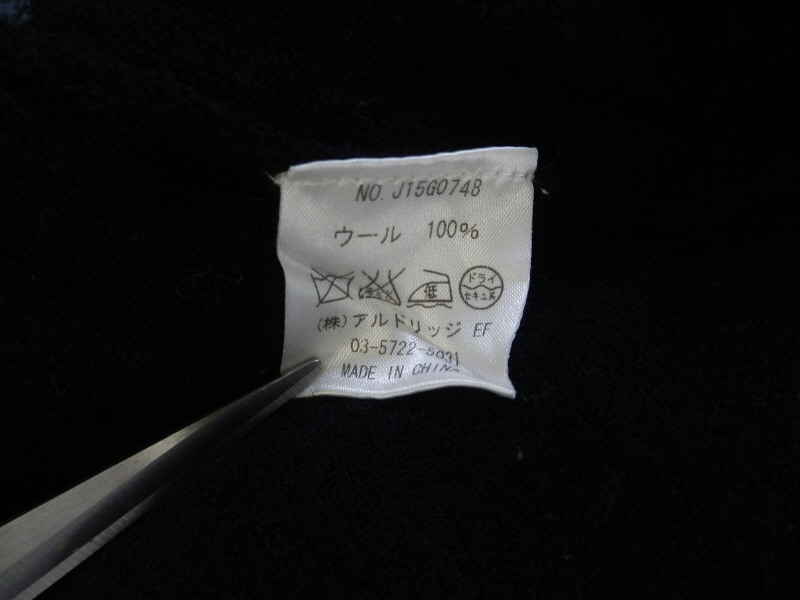 NO. J15G0748
ウール 100%
低 ドライ セキユ系
(株)アルドリッジ EF
03-5722-5031
MADE IN CHINA